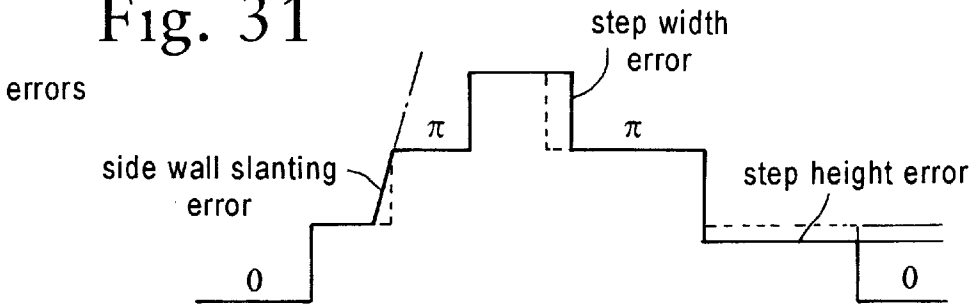 Fig. 31
errors
step width
error
π
π
side wall slanting
error
step height error
0
0